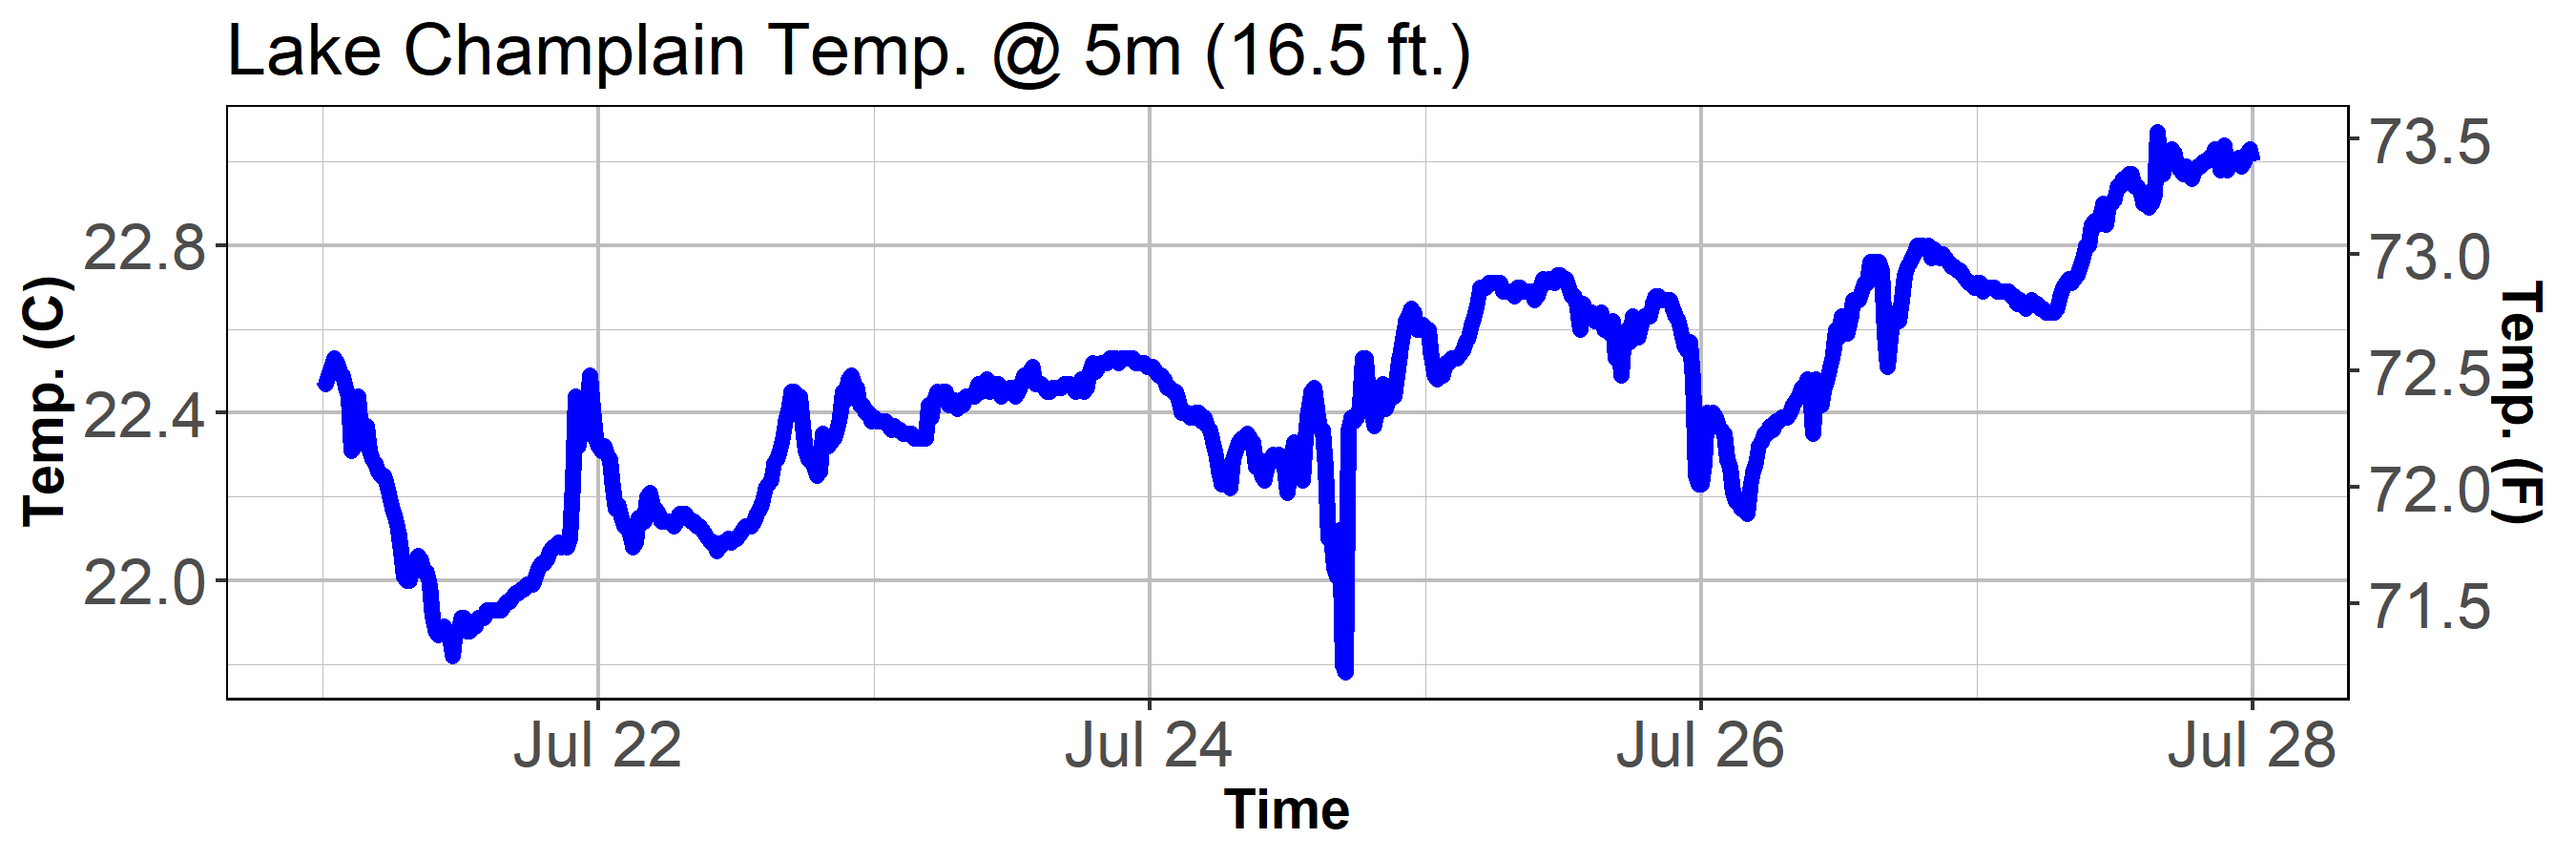 Lake Champlain Temp. @ 5m (16.5 ft.)
Temp. (C)
22.8
22.4
22.0
73.5
73.0
72.5
72.0
71.5
Temp. (F)
Jul 22 Jul 24 Jul 26 Jul 28
Time